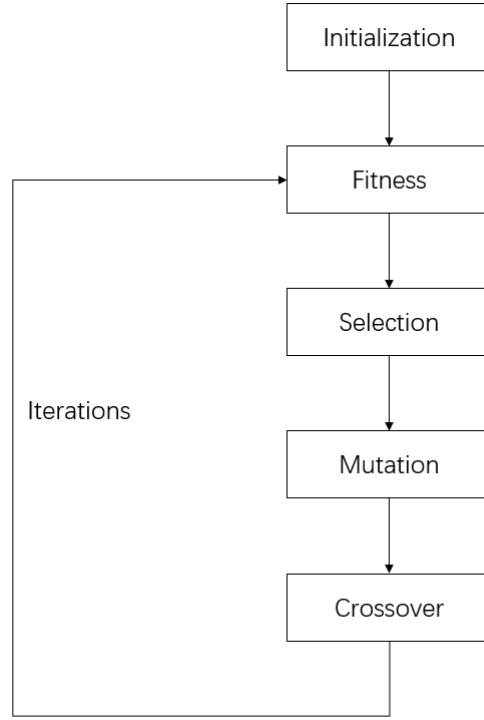 Initialization
Fitness
Selection
Iterations
Mutation
Crossover